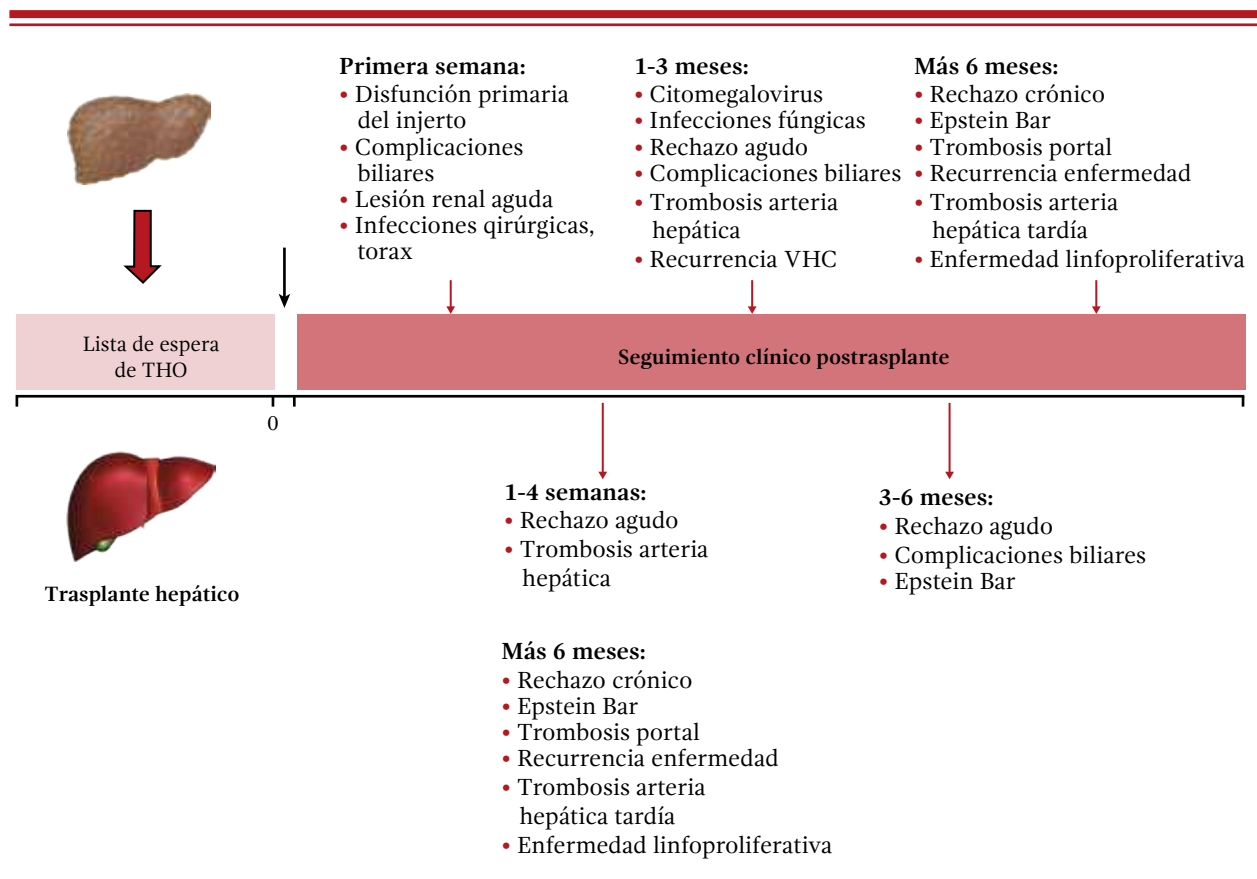 Primera semana:
• Disfunción primaria
del injerto
• Complicaciones
biliares
• Lesión renal aguda
• Infecciones qirúrgicas,
torax
1-3 meses:
• Citomegalovirus
• Infecciones fúngicas
• Rechazo agudo
• Complicaciones biliares
• Trombosis arteria
hepática
• Recurrencia VHC
Más 6 meses:
• Rechazo crónico
• Epstein Bar
• Trombosis portal
• Recurrencia enfermedad
• Trombosis arteria
hepática tardía
• Enfermedad linfoproliferativa
Lista de espera
de THO
Seguimiento clínico postrasplante
0
Trasplante hepático
1-4 semanas:
• Rechazo agudo
• Trombosis arteria
hepática
3-6 meses:
• Rechazo agudo
• Complicaciones biliares
• Epstein Bar
Más 6 meses:
• Rechazo crónico
• Epstein Bar
• Trombosis portal
• Recurrencia enfermedad
• Trombosis arteria
hepática tardía
• Enfermedad linfoproliferativa